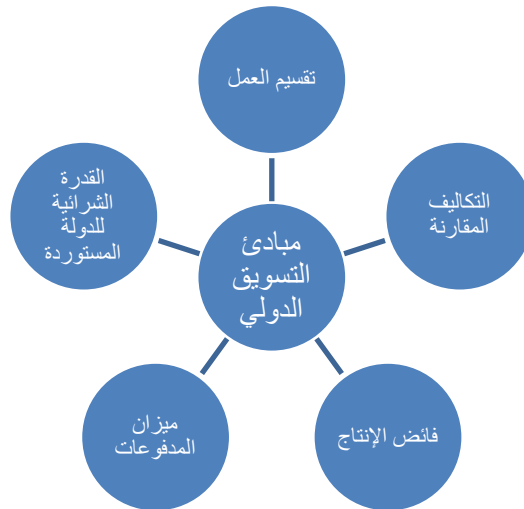 تقسيم العمل
التكاليف
المقارنة
فائض الإنتاج
ميزان
المدفوعات
القدرة
الشرائية
للدولة
المستوردة
مبادئ
التسويق
الدولي